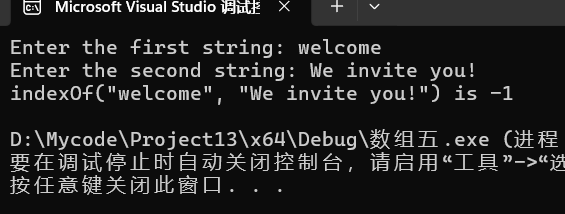 Microsoft Visual Studio 调试
Enter the first string: welcome
Enter the second string: We invite you!
indexOf("welcome", "We invite you!") is -1
D:\Mycode\Project13\x64\Debug\数组五.exe (进程
要在调试停止时自动关闭控制台，请启用“工具”->“选
按任意键关闭此窗口. . .